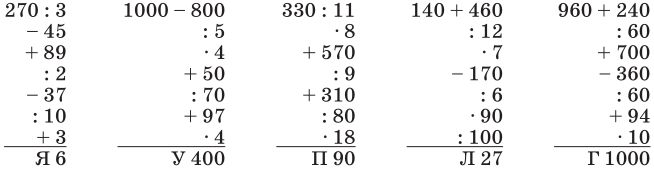 270 : 3 1000 – 800 330 : 11 140 + 460 960 + 240
– 45 : 5 · 8 : 12 : 60
+ 89 · 4 + 570 · 7 + 700
: 2 + 50 : 9 – 170 – 360
– 37 : 70 + 310 : 6 : 60
: 10 + 97 : 80 · 90 + 94
+ 3 · 4 · 18 : 100 · 10
Я 6 У 400 П 90 Л 27 Г 1000